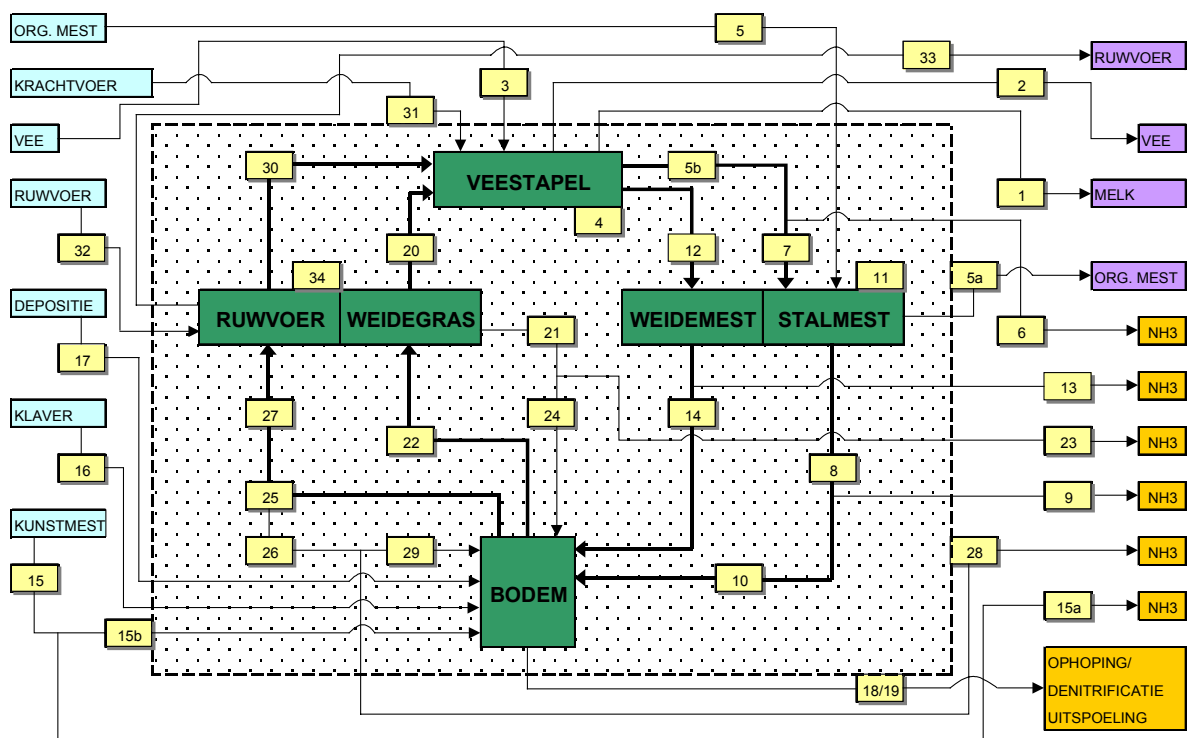 ORG. MEST
5
33
RUWVOER
KRACHTVOER
3
2
31
VEE
VEE
30
VEESTAPEL
5b
RUWVOER
1
MELK
4
32
20
12
7
DEPOSITIE
34
11
5a
ORG. MEST
RUWVOER
WEIDEGRAS
WEIDEMEST
STALMEST
21
6
NH3
17
13
NH3
KLAVER
27
24
14
22
23
NH3
16
8
25
9
NH3
KUNSTMEST
26
29
28
NH3
15
10
BODEM
15a
NH3
15b
18/19
OPHOPING/
DENITRIFICATIE
UITSPOELING